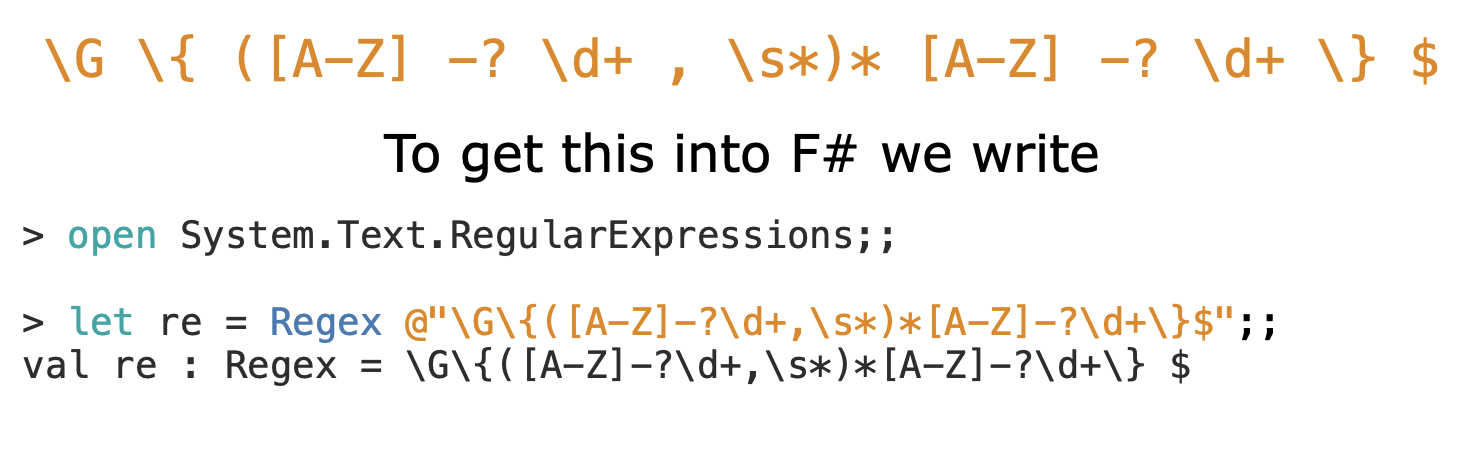 \G \{ ([A-Z] -? \d+ , \s*)* [A-Z] -? \d+ \} $
To get this into F# we write
> open System.Text.RegularExpressions;;
> let re = Regex @"\G\{([A-Z]-?\d+,\s*)*[A-Z]-?\d+\}$";;
val re : Regex = \G\{([A-Z]-?\d+,\s*)*[A-Z]-?\d+\} $